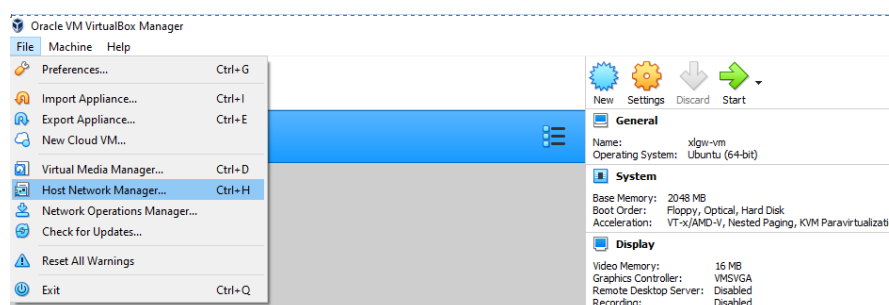 Oracle VM VirtualBox Manager
File Machine Help
Preferences... Ctrl+G
Import Appliance... Ctrl+I
Export Appliance... Ctrl+E
New Cloud VM...
Virtual Media Manager... Ctrl+D
Host Network Manager... Ctrl+H
Network Operations Manager...
Check for Updates...
Reset All Warnings
Exit Ctrl+Q
New Settings Discard Start
General
Name: xlgw-vm
Operating System: Ubuntu (64-bit)
System
Base Memory: 2048 MB
Boot Order: Floppy, Optical, Hard Disk
Acceleration: VT-x/AMD-V, Nested Paging, KVM Paravirtualizati
Display
Video Memory: 16 MB
Graphics Controller: VMSVGA
Remote Desktop Server: Disabled
Recording: Disabled